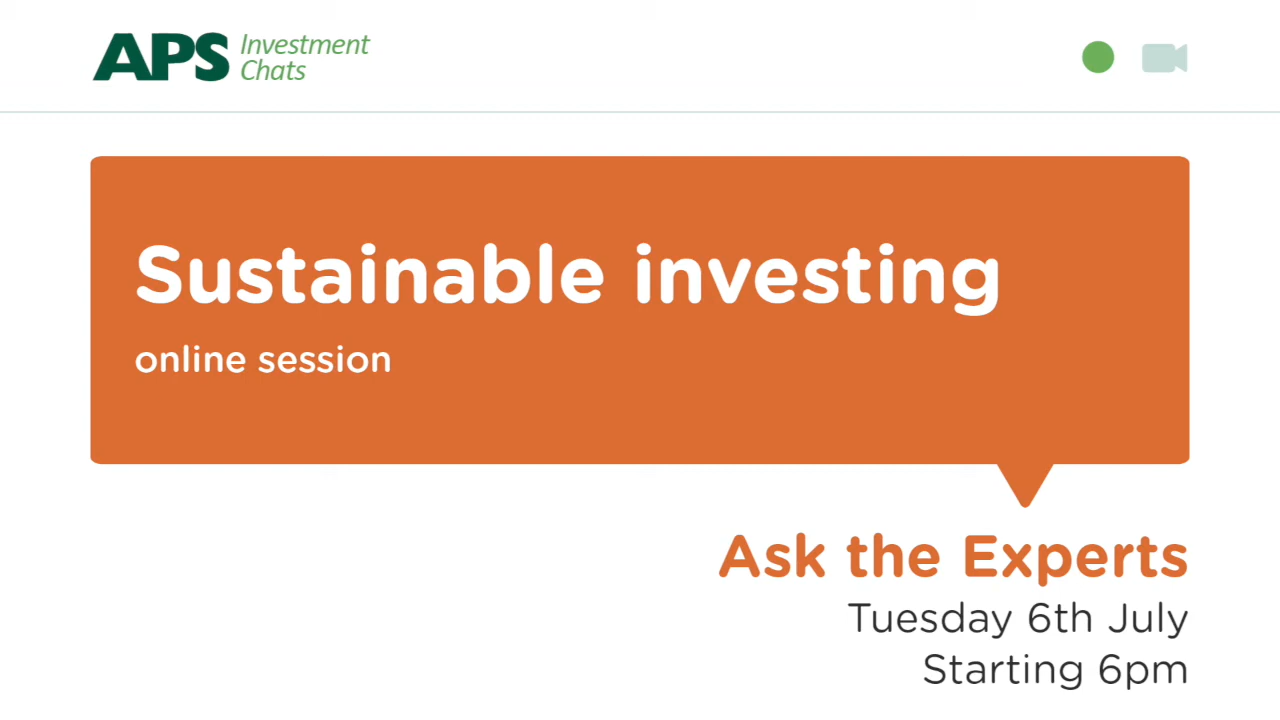 APS Investment
Chats
Sustainable investing
online session
Ask the Experts
Tuesday 6th July
Starting 6pm